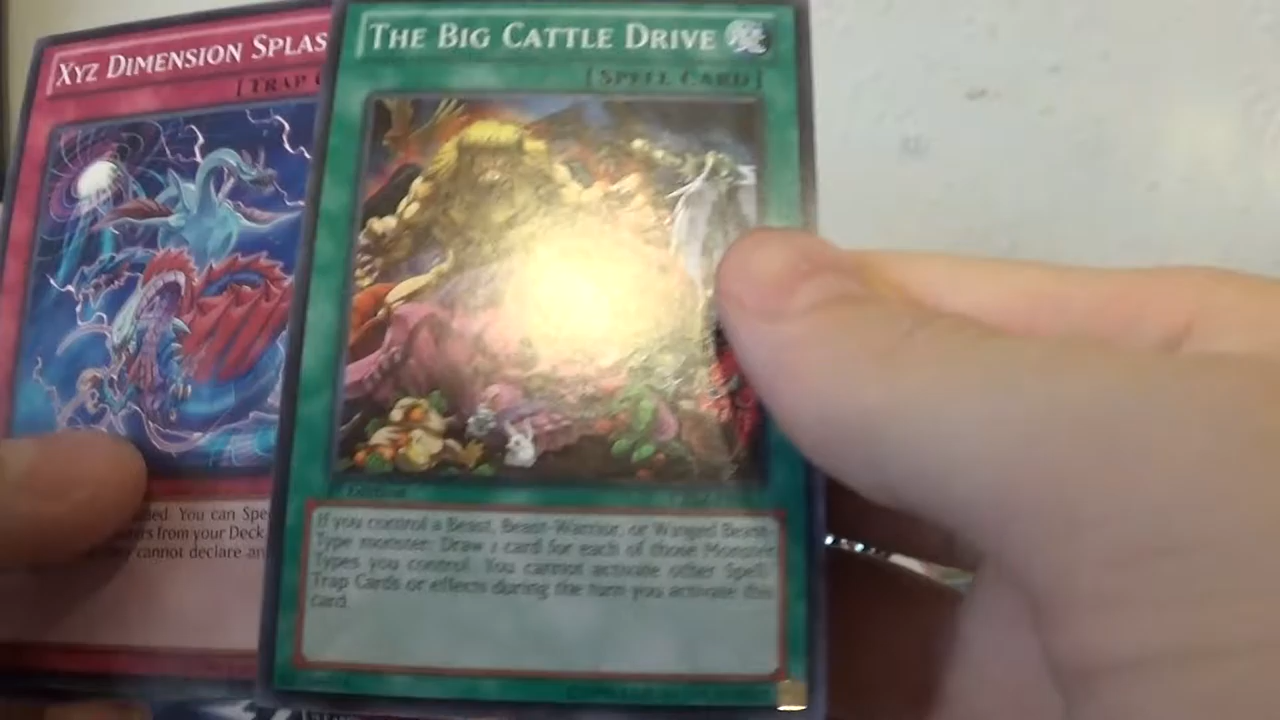 XYZ DIMENSION SPLAS
[TRAP
ded. You can Spe
ers from your Deck
cannot declare an
THE BIG CATTLE DRIVE
[SPELL CARD]
If you control a Beast, Beast-Warrior, or Winged Beast-
Type monster: Draw 1 card for each of those Monster
Types you control. You cannot activate other Spell/
Trap Cards or effects during the turn you activate this
card.